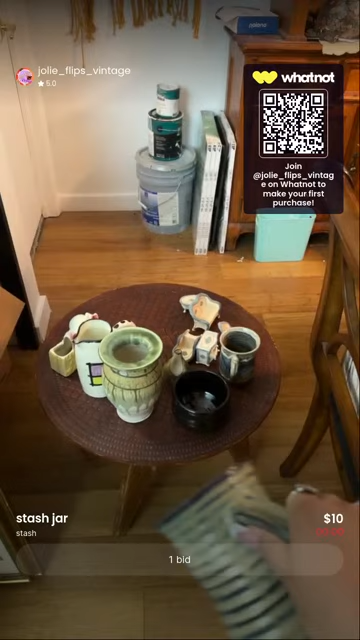 jolie_flips_vintage
★ 5.0
whatnot
Join
@jolie_flips_vintag
e on Whatnot to
make your first
purchase!
stash jar
$10
stash
1 bid